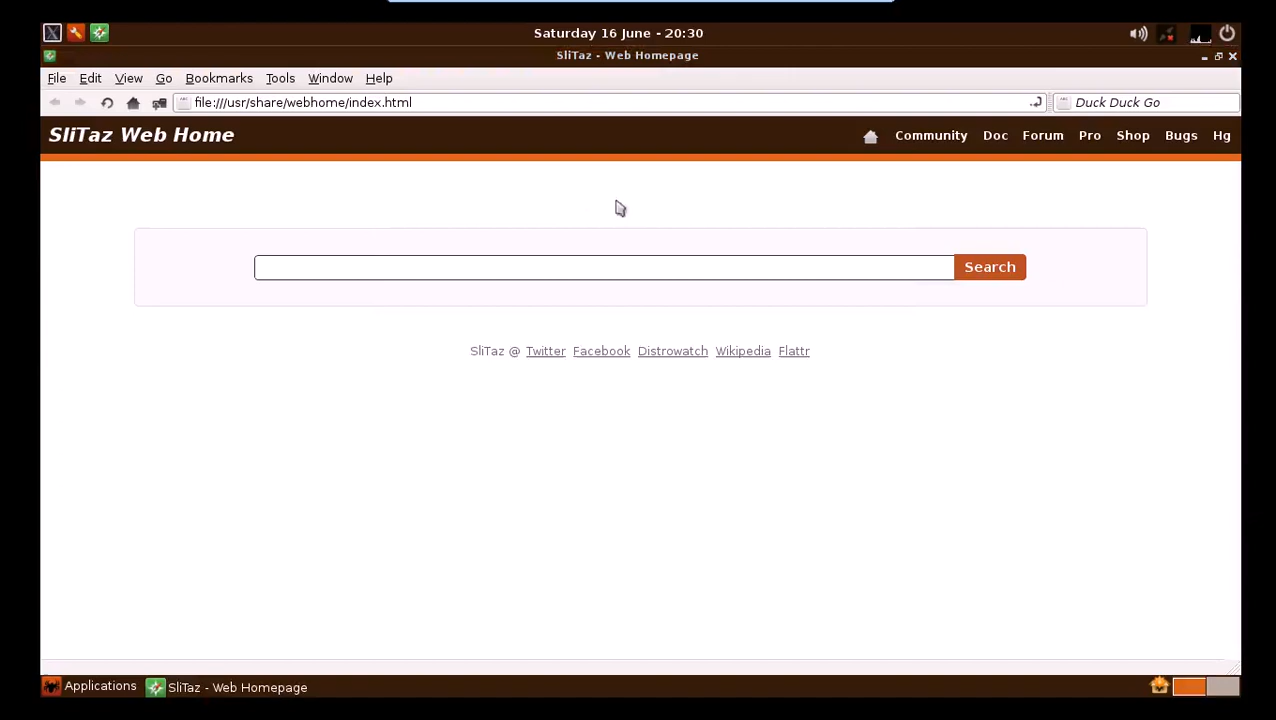 Saturday 16 June - 20:30
SliTaz - Web Homepage
File Edit View Go Bookmarks Tools Window Help
file:///usr/share/webhome/index.html Duck Duck Go
SliTaz Web Home Community Doc Forum Pro Shop Bugs Hg
Search
SliTaz @ Twitter Facebook Distrowatch Wikipedia Flattr
Applications SliTaz - Web Homepage